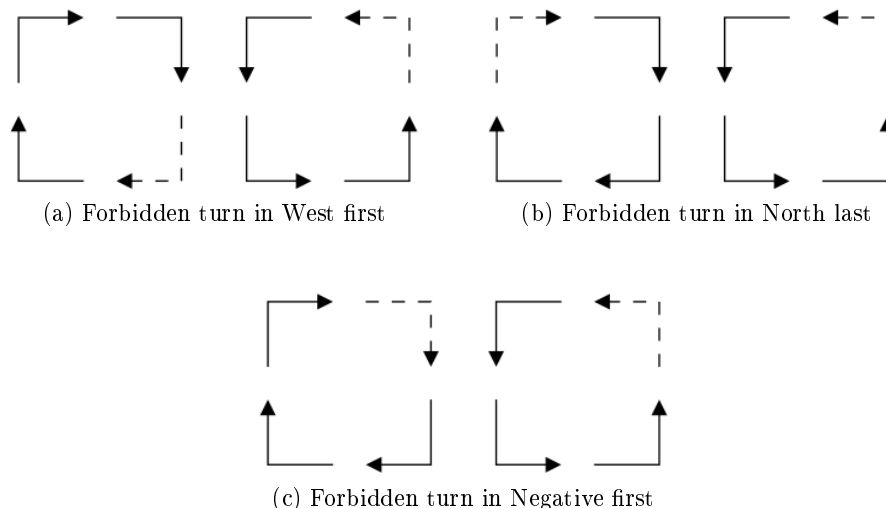 (a) Forbidden turn in West first
(b) Forbidden turn in North last
(c) Forbidden turn in Negative first